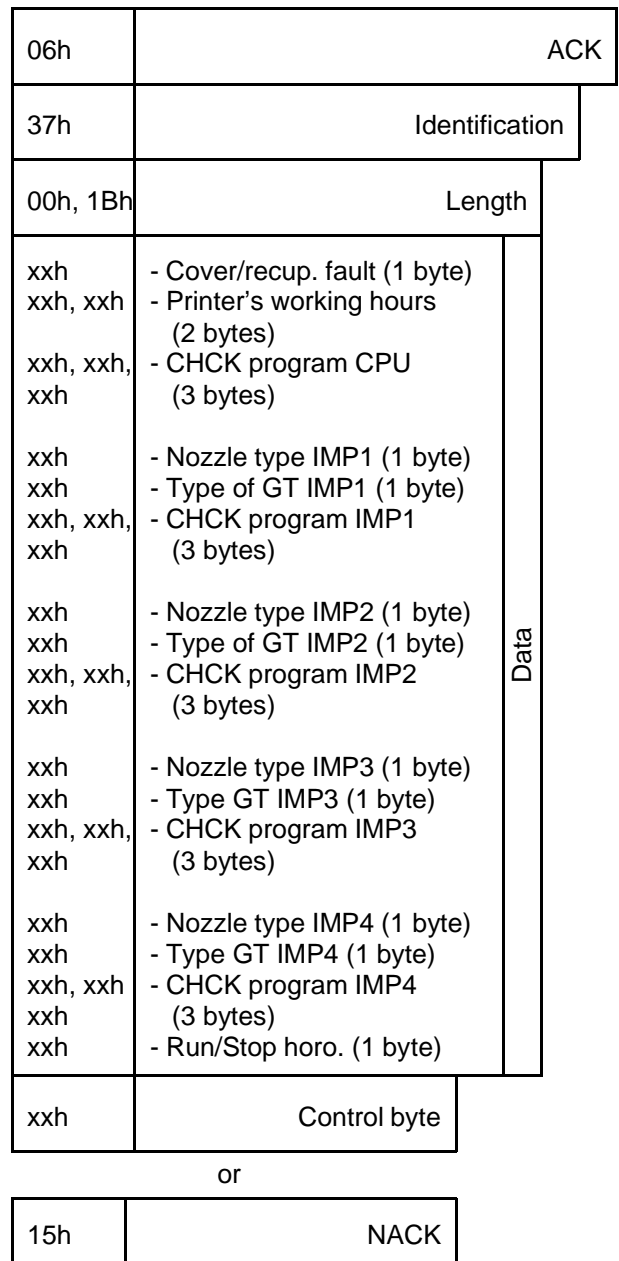 06h ACK
37h Identification
00h, 1Bh Length
xxh - Cover/recup. fault (1 byte)
xxh, xxh - Printer's working hours
(2 bytes)
xxh, xxh, - CHCK program CPU
xxh (3 bytes)
xxh - Nozzle type IMP1 (1 byte)
xxh - Type of GT IMP1 (1 byte)
xxh, xxh, - CHCK program IMP1
xxh (3 bytes)
xxh - Nozzle type IMP2 (1 byte)
xxh - Type of GT IMP2 (1 byte)
xxh, xxh, - CHCK program IMP2
xxh (3 bytes)
xxh - Nozzle type IMP3 (1 byte)
xxh - Type GT IMP3 (1 byte)
xxh, xxh, - CHCK program IMP3
xxh (3 bytes)
xxh - Nozzle type IMP4 (1 byte)
xxh - Type GT IMP4 (1 byte)
xxh, xxh - CHCK program IMP4
xxh (3 bytes)
xxh - Run/Stop horo. (1 byte)
Data
xxh Control byte
or
15h NACK